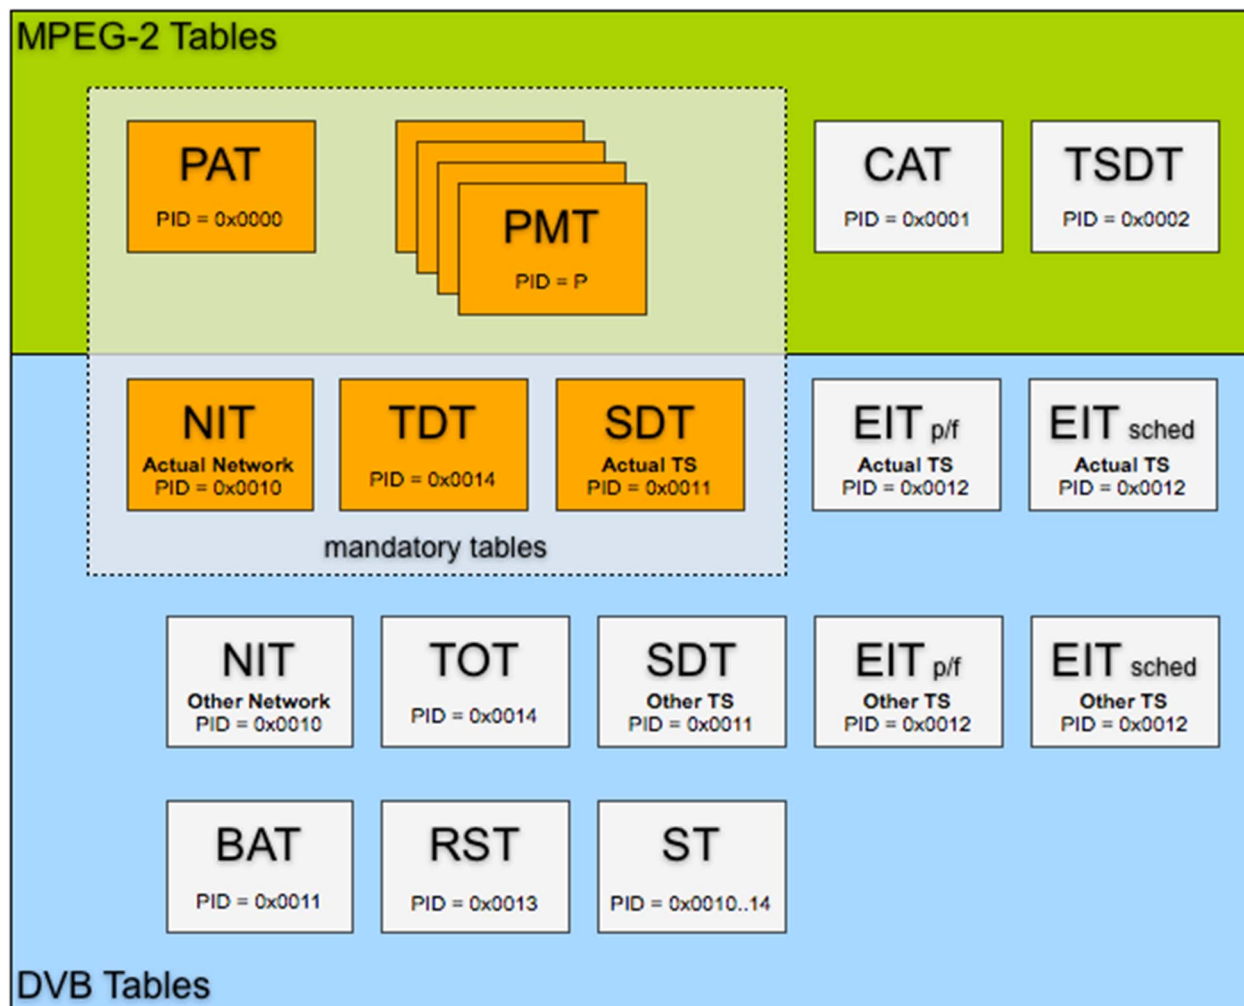 MPEG-2 Tables
PAT
PID = 0x0000
PMT
PID = P
CAT
PID = 0x0001
TSDT
PID = 0x0002
NIT
Actual Network
PID = 0x0010
TDT
PID = 0x0014
SDT
Actual TS
PID = 0x0011
EIT p/f
Actual TS
PID = 0x0012
EIT sched
Actual TS
PID = 0x0012
mandatory tables
NIT
Other Network
PID = 0x0010
TOT
PID = 0x0014
SDT
Other TS
PID = 0x0011
EIT p/f
Other TS
PID = 0x0012
EIT sched
Other TS
PID = 0x0012
BAT
PID = 0x0011
RST
PID = 0x0013
ST
PID = 0x0010..14
DVB Tables